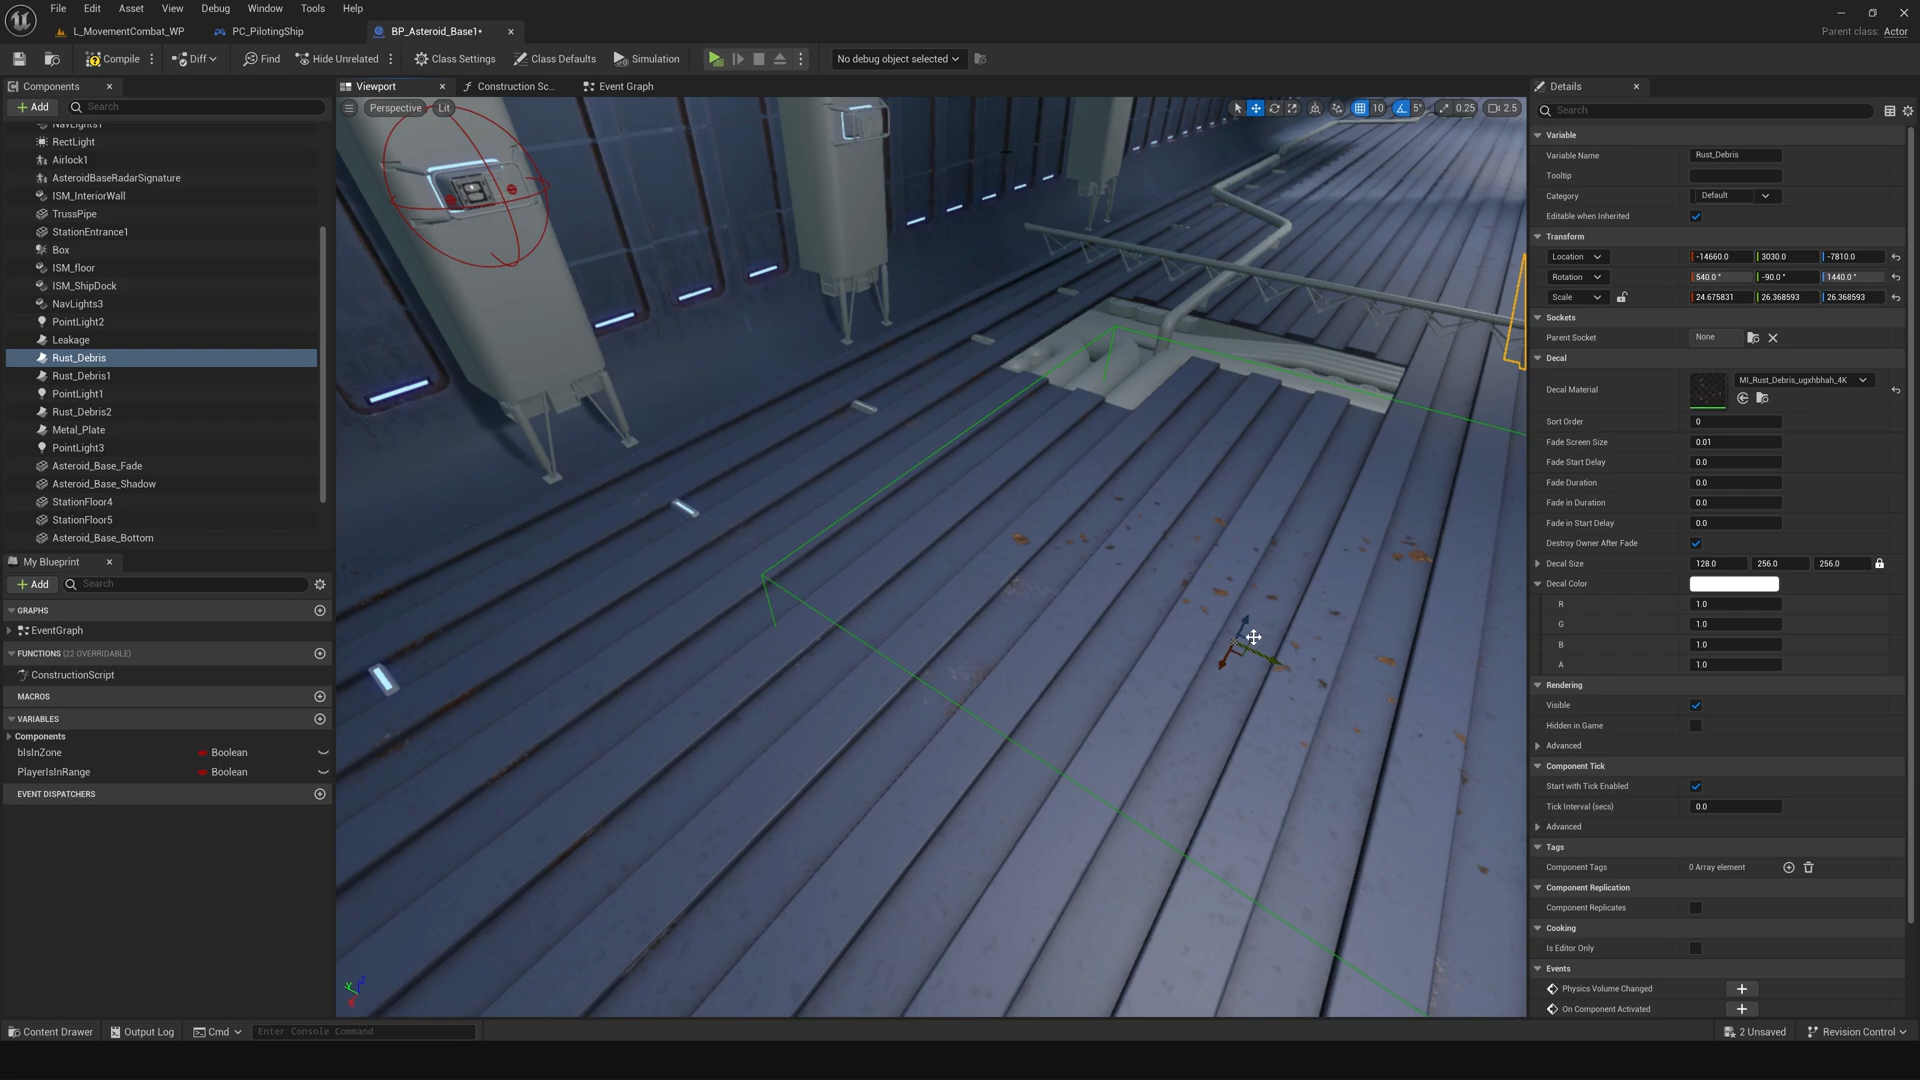 File Edit Asset View Debug Window Tools Help
L_MovementCombat_WP PC_PilotingShip BP_Asteroid_Base1*
Parent class: Actor
Compile Diff Find Hide Unrelated Class Settings Class Defaults Simulation No debug object selected
Components
Add Search
NavLights1
RectLight
Airlock1
AsteroidBaseRadarSignature
ISM_InteriorWall
TrussPipe
StationEntrance1
Box
ISM_floor
ISM_ShipDock
NavLights3
PointLight2
Leakage
Rust_Debris
Rust_Debris1
PointLight1
Rust_Debris2
Metal_Plate
PointLight3
Asteroid_Base_Fade
Asteroid_Base_Shadow
StationFloor4
StationFloor5
Asteroid_Base_Bottom
My Blueprint
Add Search
GRAPHS
EventGraph
FUNCTIONS (22 OVERRIDABLE)
ConstructionScript
MACROS
VARIABLES
Components
bIsInZone Boolean
PlayerIsInRange Boolean
EVENT DISPATCHERS
Viewport Construction Sc... Event Graph
Perspective Lit 10 5° 0.25 2.5
Details
Search
Variable
Variable Name Rust_Debris
Tooltip
Category Default
Editable when Inherited
Transform
Location -14660.0 3030.0 -7810.0
Rotation 540.0 ° -90.0 ° 1440.0 °
Scale 24.675831 26.368593 26.368593
Sockets
Parent Socket None
Decal
Decal Material MI_Rust_Debris_ugxhbhah_4K
Sort Order 0
Fade Screen Size 0.01
Fade Start Delay 0.0
Fade Duration 0.0
Fade in Duration 0.0
Fade in Start Delay 0.0
Destroy Owner After Fade
Decal Size 128.0 256.0 256.0
Decal Color
R 1.0
G 1.0
B 1.0
A 1.0
Rendering
Visible
Hidden in Game
Advanced
Component Tick
Start with Tick Enabled
Tick Interval (secs) 0.0
Advanced
Tags
Component Tags 0 Array element
Component Replication
Component Replicates
Cooking
Is Editor Only
Events
Physics Volume Changed
On Component Activated
Content Drawer Output Log Cmd Enter Console Command 2 Unsaved Revision Control